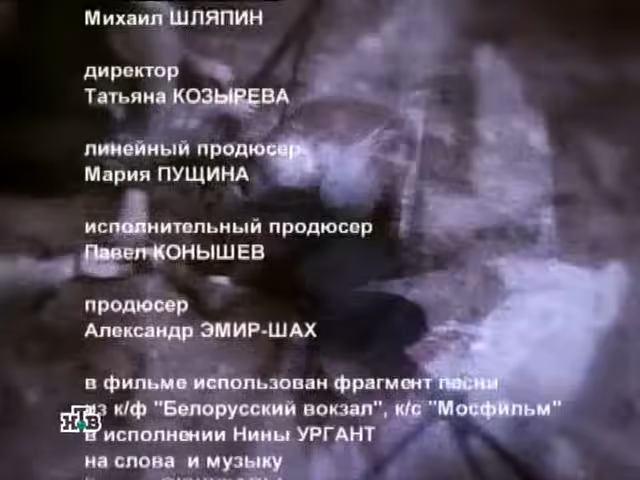 Михаил ШЛЯПИН
директор
Татьяна КОЗЫРЕВА
линейный продюсер
Мария ПУЩИНА
исполнительный продюсер
Павел КОНЫШЕВ
продюсер
Александр ЭМИР-ШАХ
в фильме использован фрагмент песни
из к/ф "Белорусский вокзал", к/с "Мосфильм"
в исполнении Нины УРГАНТ
на слова и музыку
НТВ